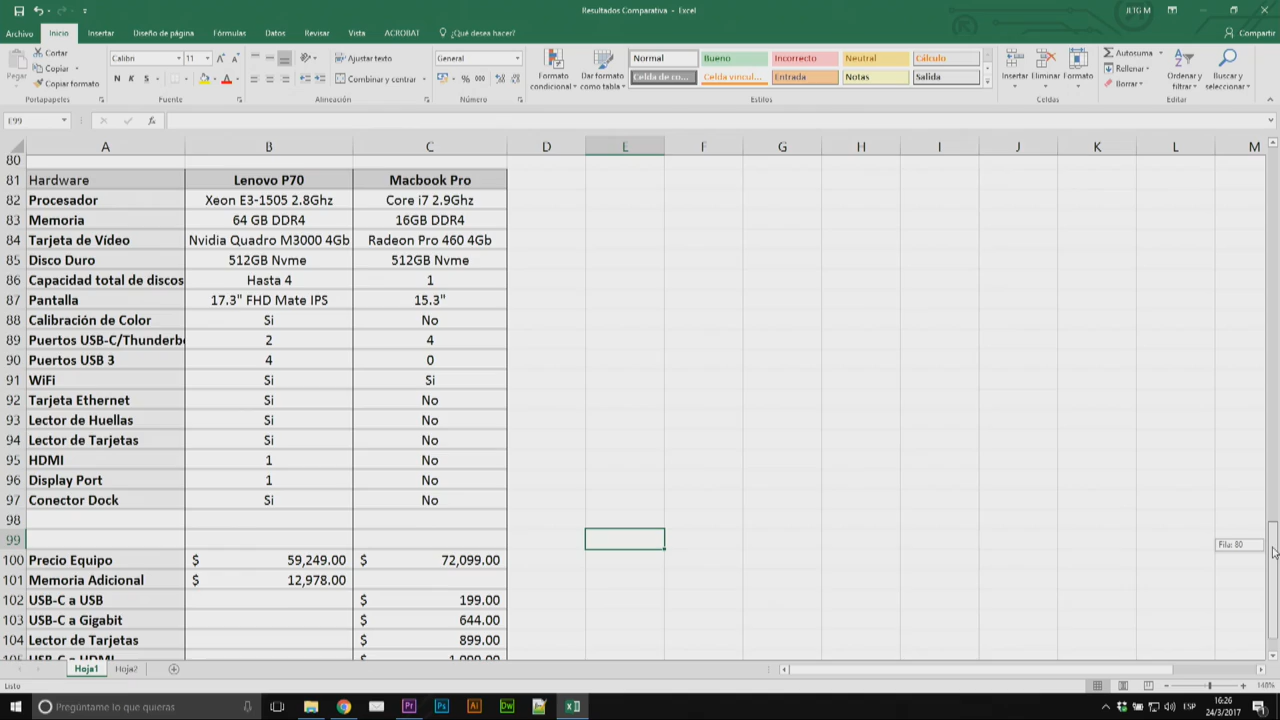 Resultados Comparativa - Excel
JLTG M
Archivo Inicio Insertar Diseño de página Fórmulas Datos Revisar Vista ACROBAT ¿Qué desea hacer? Compartir
Pegar Cortar Copiar Copiar formato
Calibri 11
N K S
Ajustar texto
Combinar y centrar
General
$ % 000
Formato condicional Dar formato como tabla
Normal Bueno Incorrecto Neutral Cálculo
Celda de co... Celda vincul... Entrada Notas Salida
Insertar Eliminar Formato
Autosuma
Rellenar
Borrar
Ordenar y filtrar Buscar y seleccionar
Portapapeles Fuente Alineación Número Estilos Celdas Editar
E99 fx
A B C D E F G H I J K L M
80
81 Hardware Lenovo P70 Macbook Pro
82 Procesador Xeon E3-1505 2.8Ghz Core i7 2.9Ghz
83 Memoria 64 GB DDR4 16GB DDR4
84 Tarjeta de Vídeo Nvidia Quadro M3000 4Gb Radeon Pro 460 4Gb
85 Disco Duro 512GB Nvme 512GB Nvme
86 Capacidad total de discos Hasta 4 1
87 Pantalla 17.3" FHD Mate IPS 15.3"
88 Calibración de Color Si No
89 Puertos USB-C/Thunderb 2 4
90 Puertos USB 3 4 0
91 WiFi Si Si
92 Tarjeta Ethernet Si No
93 Lector de Huellas Si No
94 Lector de Tarjetas Si No
95 HDMI 1 No
96 Display Port 1 No
97 Conector Dock Si No
98
99
Fila: 80
100 Precio Equipo $ 59,249.00 $ 72,099.00
101 Memoria Adicional $ 12,978.00
102 USB-C a USB $ 199.00
103 USB-C a Gigabit $ 644.00
104 Lector de Tarjetas $ 899.00
105 USB-C a HDMI $ 1,099.00
Hoja1 Hoja2
Listo 140%
Pregúntame lo que quieras
Pr Ps Ai Dw
ESP
16:26
24/3/2017